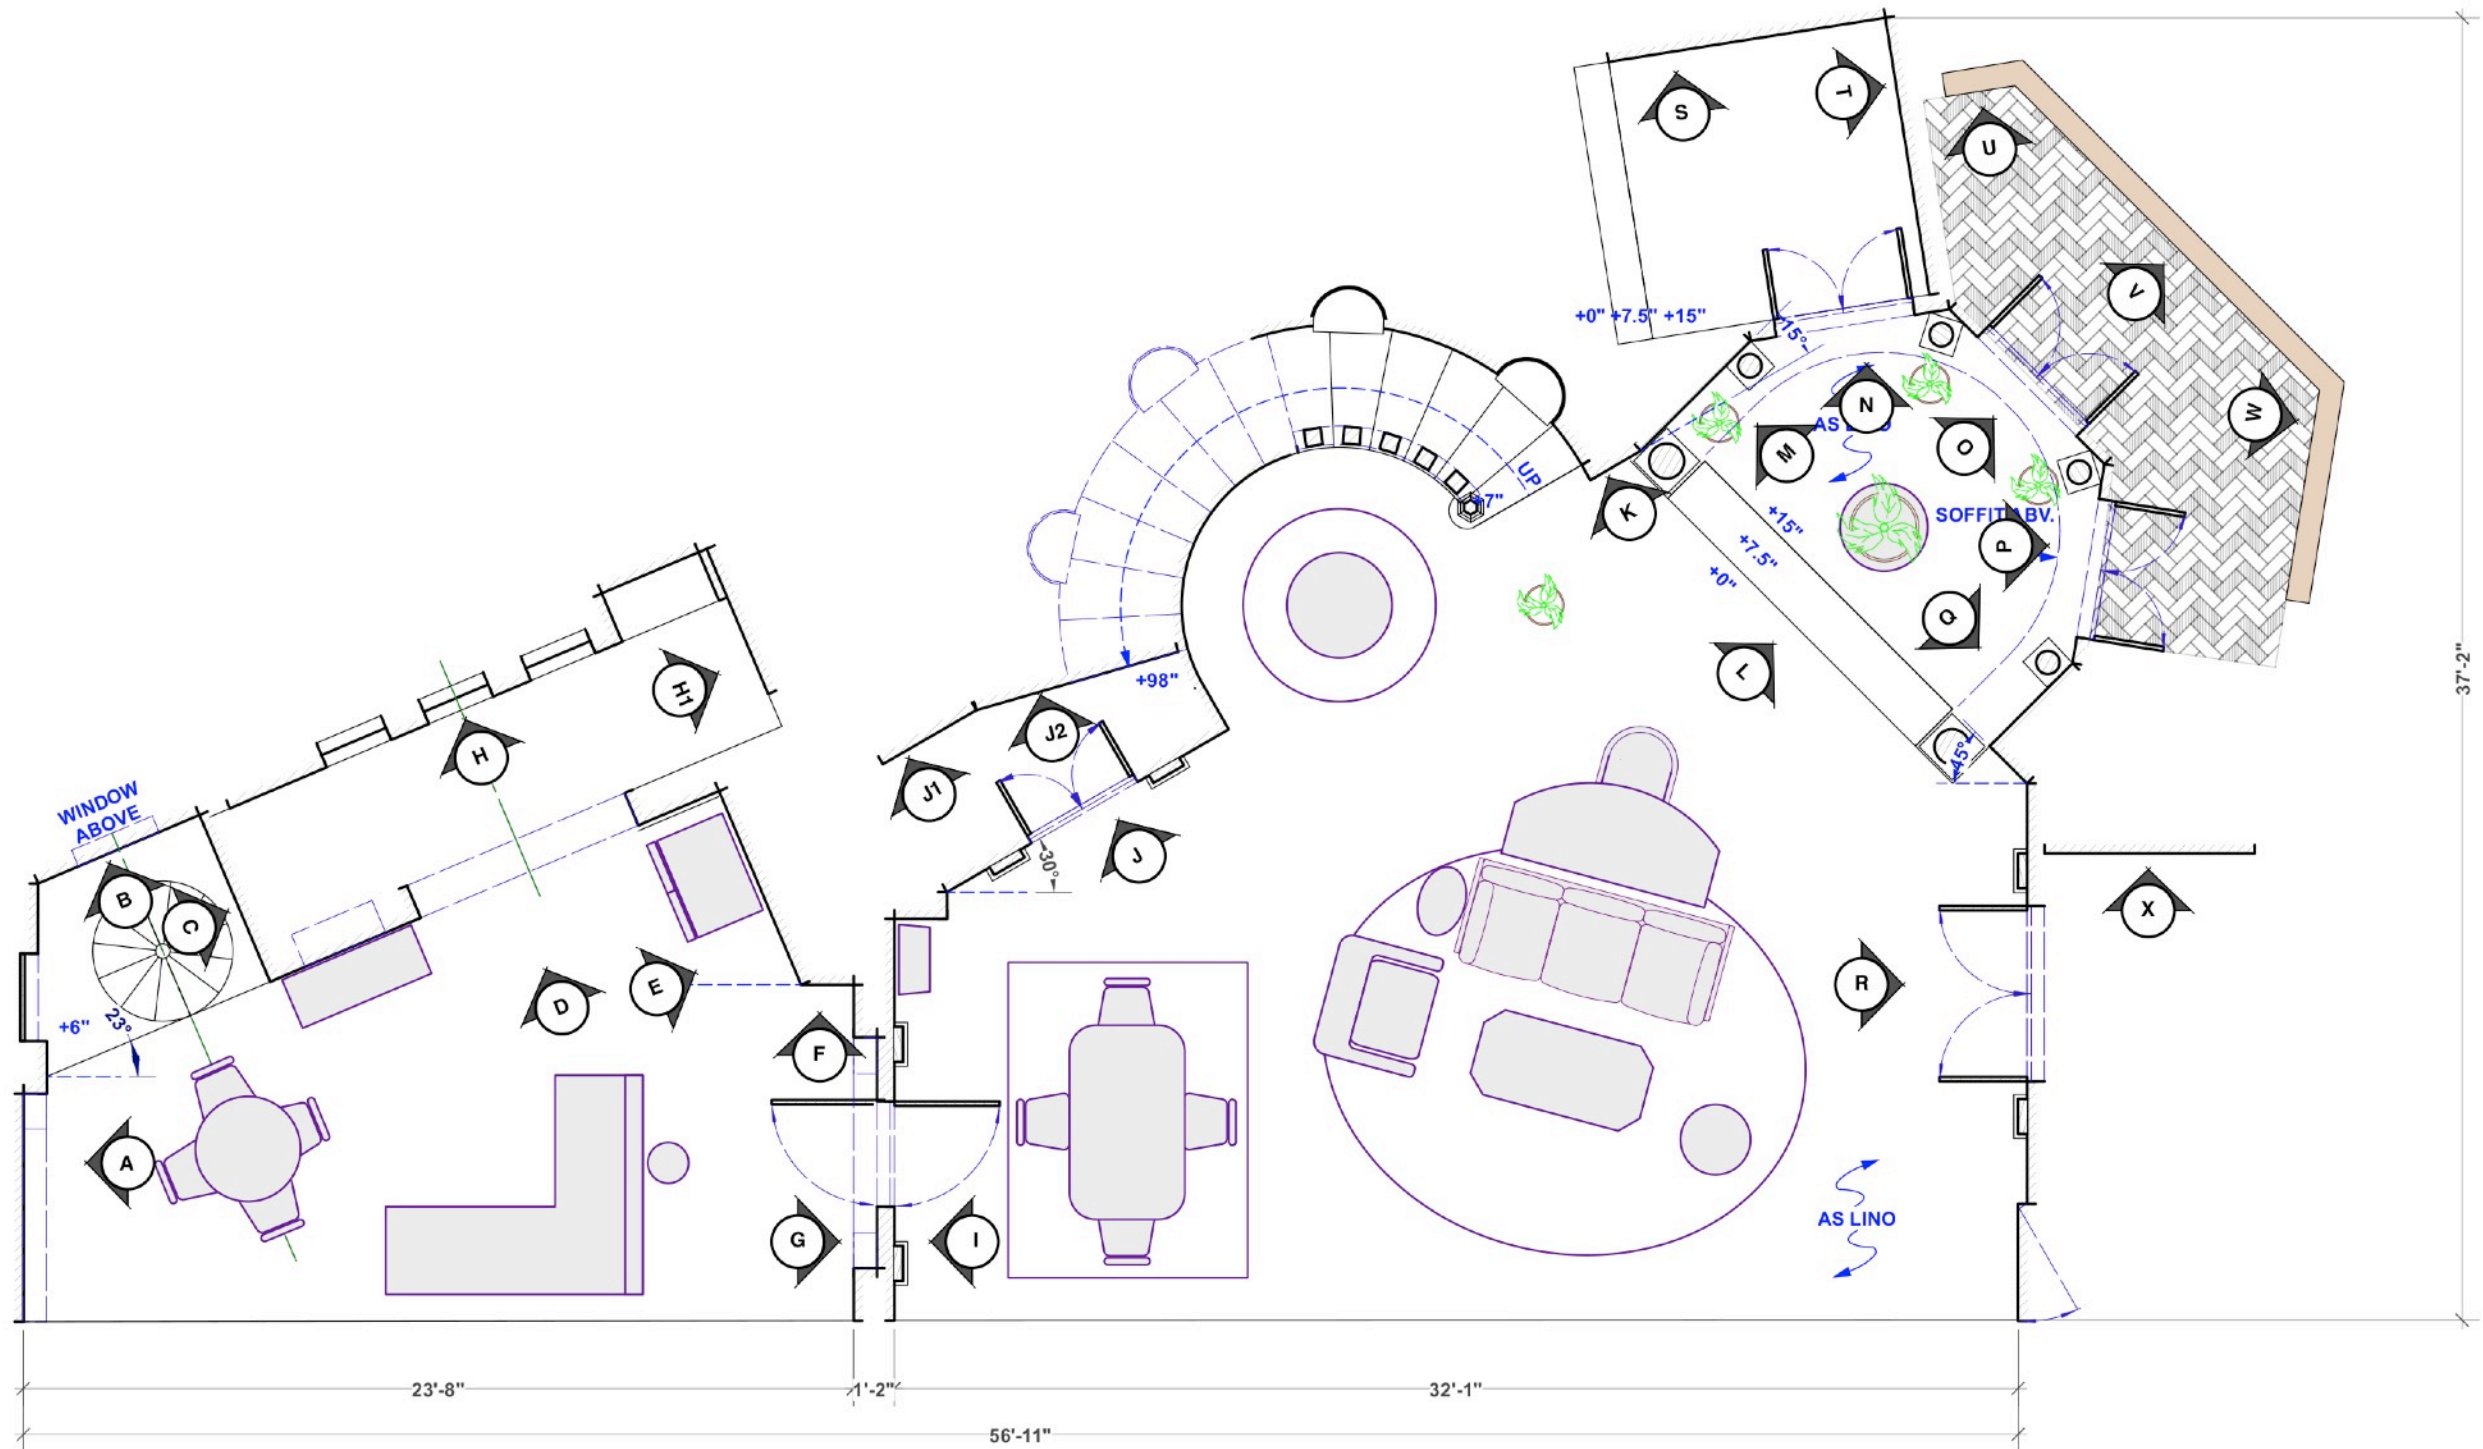 S
T
U
V
W
+0" +7.5" +15"
15°
N
AS LINO
M
O
UP
+7"
K
+15"
+7.5"
+0"
SOFFIT ABV.
P
Q
L
+98"
H1
J2
H
J1
WINDOW
ABOVE
45°
J
30°
B
C
X
D
E
R
+6"
23°
F
A
G
I
AS LINO
37'-2"
23'-8"
1'-2"
32'-1"
56'-11"